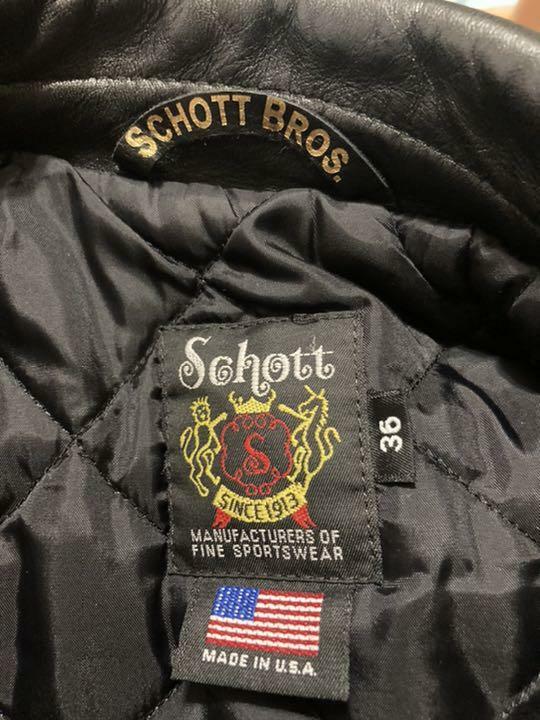 SCHOTT BROS.
Schott
S
SINCE 1913
MANUFACTURERS OF
FINE SPORTSWEAR
36
MADE IN U.S.A.